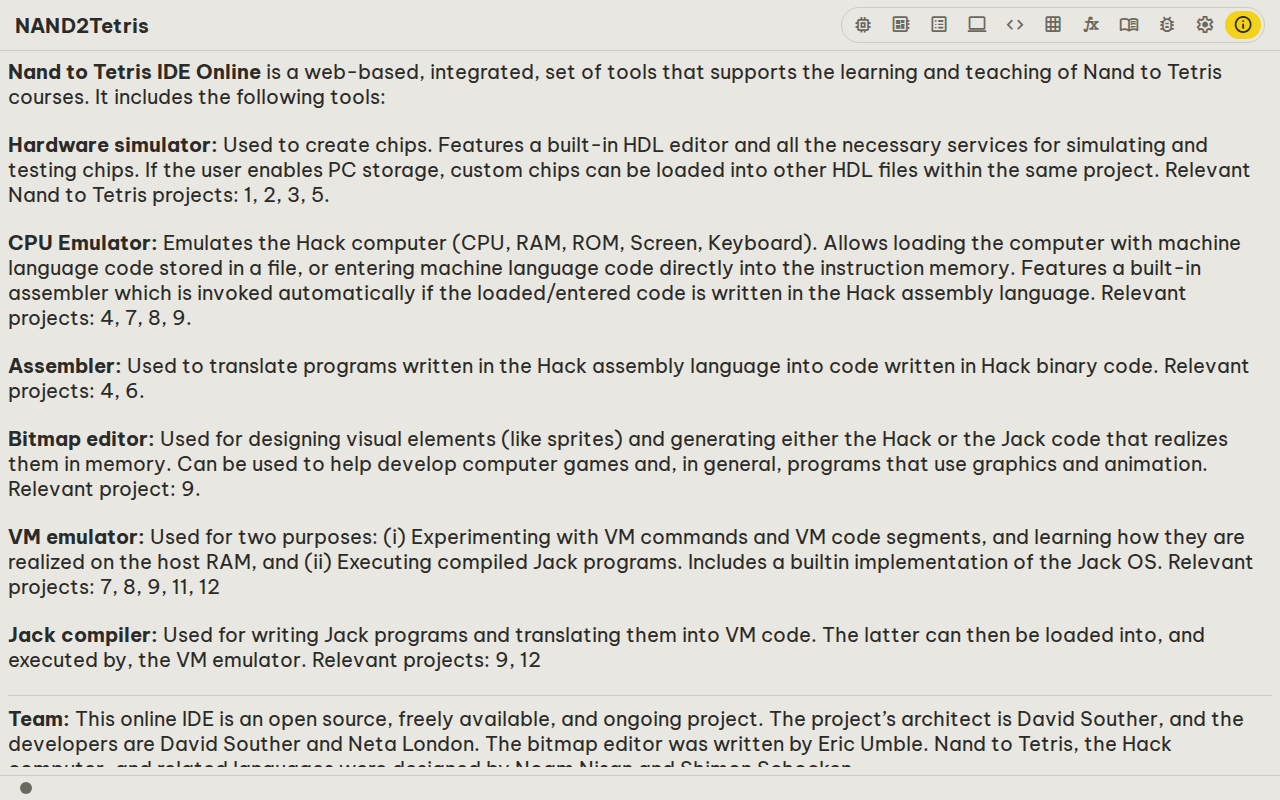 NAND2Tetris
Nand to Tetris IDE Online is a web-based, integrated, set of tools that supports the learning and teaching of Nand to Tetris
courses. It includes the following tools:
Hardware simulator: Used to create chips. Features a built-in HDL editor and all the necessary services for simulating and
testing chips. If the user enables PC storage, custom chips can be loaded into other HDL files within the same project. Relevant
Nand to Tetris projects: 1, 2, 3, 5.
CPU Emulator: Emulates the Hack computer (CPU, RAM, ROM, Screen, Keyboard). Allows loading the computer with machine
language code stored in a file, or entering machine language code directly into the instruction memory. Features a built-in
assembler which is invoked automatically if the loaded/entered code is written in the Hack assembly language. Relevant
projects: 4, 7, 8, 9.
Assembler: Used to translate programs written in the Hack assembly language into code written in Hack binary code. Relevant
projects: 4, 6.
Bitmap editor: Used for designing visual elements (like sprites) and generating either the Hack or the Jack code that realizes
them in memory. Can be used to help develop computer games and, in general, programs that use graphics and animation.
Relevant project: 9.
VM emulator: Used for two purposes: (i) Experimenting with VM commands and VM code segments, and learning how they are
realized on the host RAM, and (ii) Executing compiled Jack programs. Includes a builtin implementation of the Jack OS. Relevant
projects: 7, 8, 9, 11, 12
Jack compiler: Used for writing Jack programs and translating them into VM code. The latter can then be loaded into, and
executed by, the VM emulator. Relevant projects: 9, 12
Team: This online IDE is an open source, freely available, and ongoing project. The project's architect is David Souther, and the
developers are David Souther and Neta London. The bitmap editor was written by Eric Umble. Nand to Tetris, the Hack
computer, and related languages were designed by Noam Nisan and Shimon Schocken.